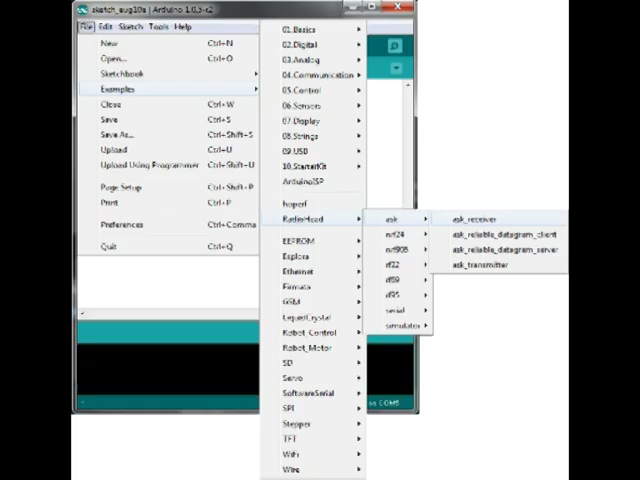 sketch_aug10a | Arduino 1.0.5-r2
File Edit Sketch Tools Help
New Ctrl+N
Open... Ctrl+O
Sketchbook
Examples
Close Ctrl+W
Save Ctrl+S
Save As... Ctrl+Shift+S
Upload Ctrl+U
Upload Using Programmer Ctrl+Shift+U
Page Setup Ctrl+Shift+P
Print Ctrl+P
Preferences Ctrl+Comma
Quit Ctrl+Q
01.Basics
02.Digital
03.Analog
04.Communication
05.Control
06.Sensors
07.Display
08.Strings
09.USB
10.StarterKit
ArduinoISP
hoperf
RadioHead
EEPROM
Esplora
Ethernet
Firmata
GSM
LiquidCrystal
Robot_Control
Robot_Motor
SD
Servo
SoftwareSerial
SPI
Stepper
TFT
WiFi
Wire
ask
nrf24
nrf905
rf22
rf69
rf95
serial
simulator
ask_receiver
ask_reliable_datagram_client
ask_reliable_datagram_server
ask_transmitter
on COM5